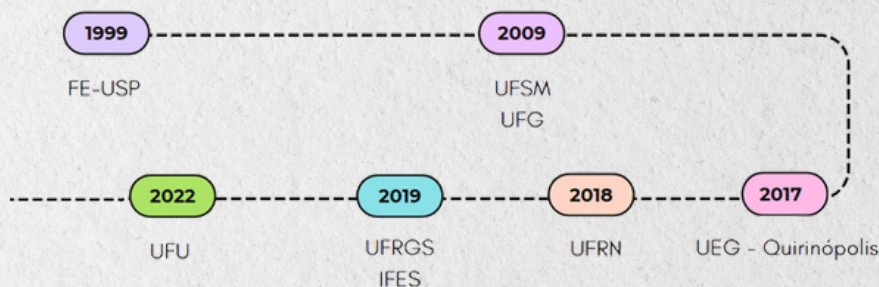 1999
FE-USP
2009
UFSM
UFG
2022
UFU
2019
UFRGS
IFES
2018
UFRN
2017
UEG - Quirinópolis